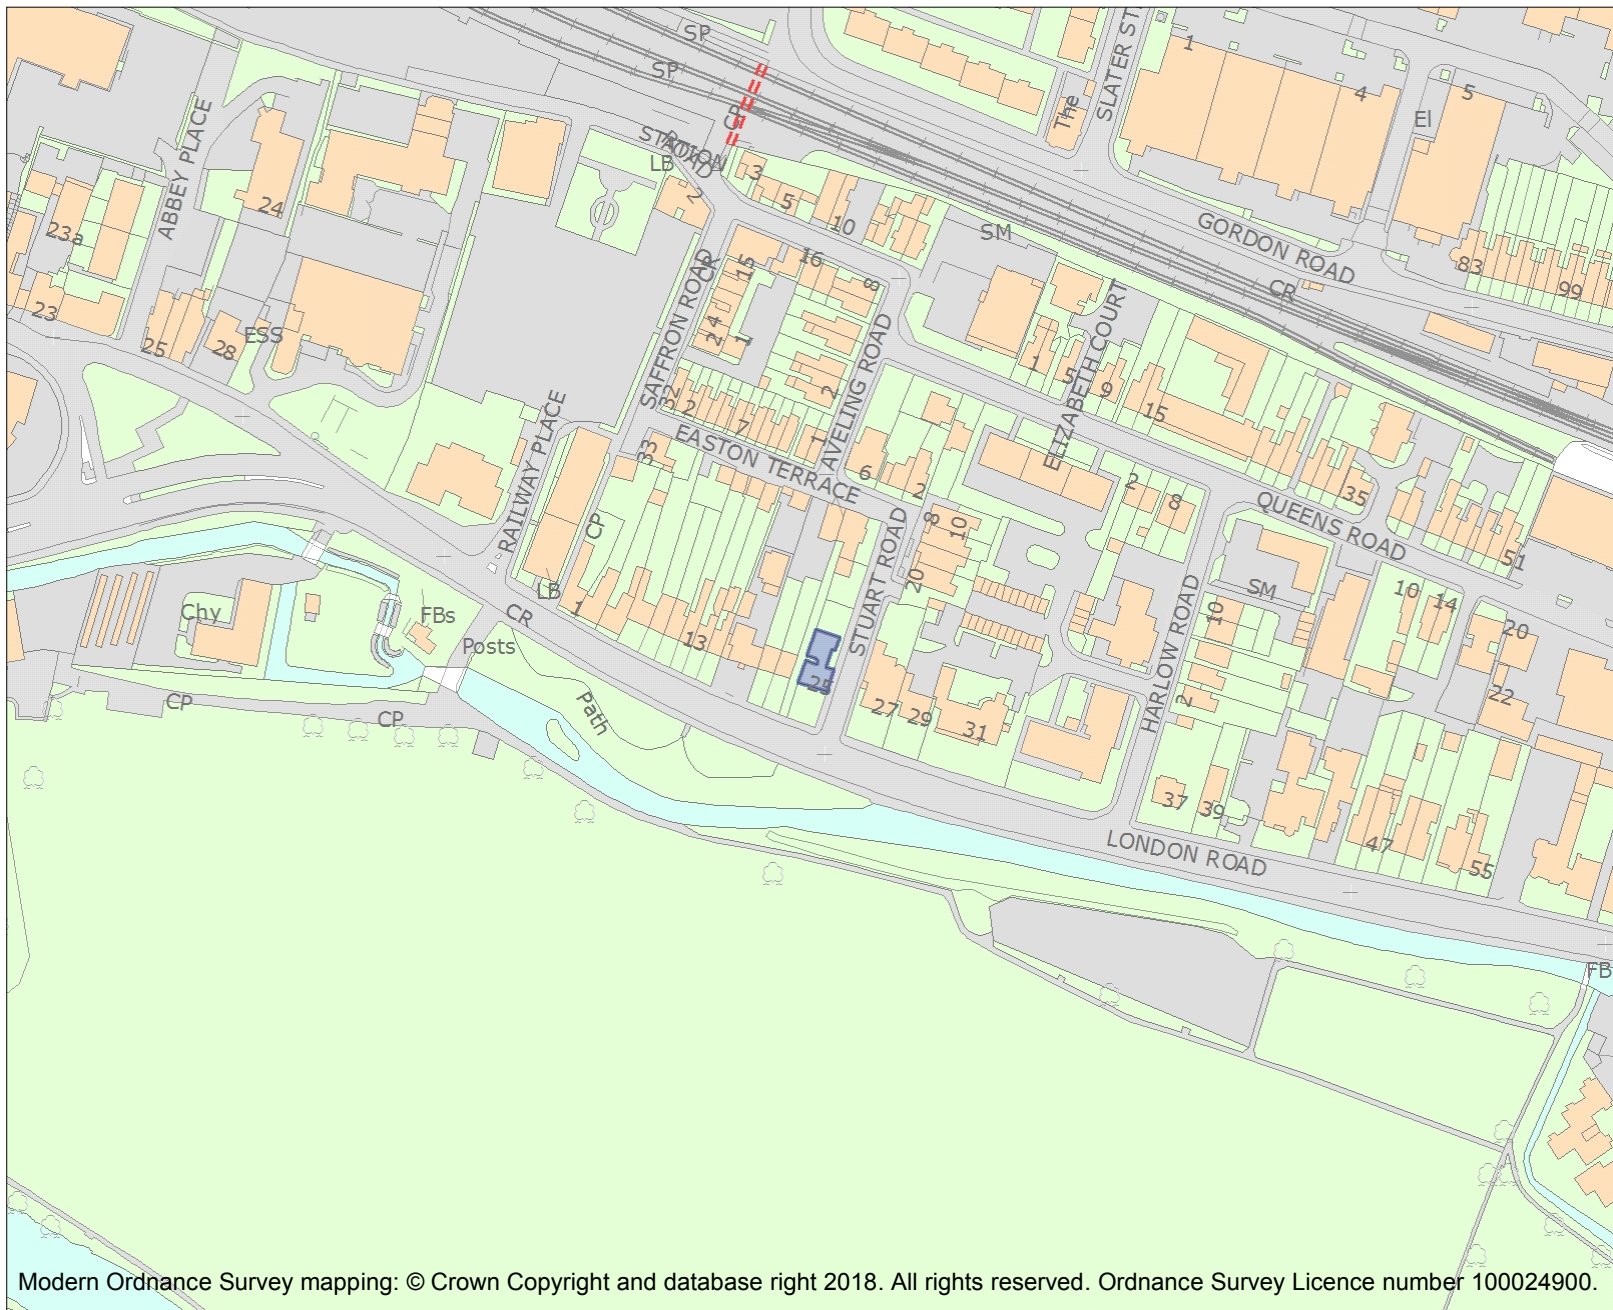 SP
SP
CR
SLATER ST
The
1
4
5
El
STATION
ROAD
LB
2
3
5
10
ABBEY PLACE
24
23a
23
25
28
ESS
SM
GORDON ROAD
CR
83
99
SAFFRON ROAD
CR
15
16
8
24
1
2
32
2
7
1
AVELING ROAD
ELIZABETH COURT
1
5
9
15
RAILWAY PLACE
33
EASTON TERRACE
6
2
2
8
35
QUEENS ROAD
51
CP
STUART ROAD
8
10
20
HARLOW ROAD
SM
10
10
14
20
22
2
Chy
FBs
Posts
CR
LB
1
13
25
27
29
31
Path
CP
CP
37
39
47
55
LONDON ROAD
FB
Modern Ordnance Survey mapping: © Crown Copyright and database right 2018. All rights reserved. Ordnance Survey Licence number 100024900.